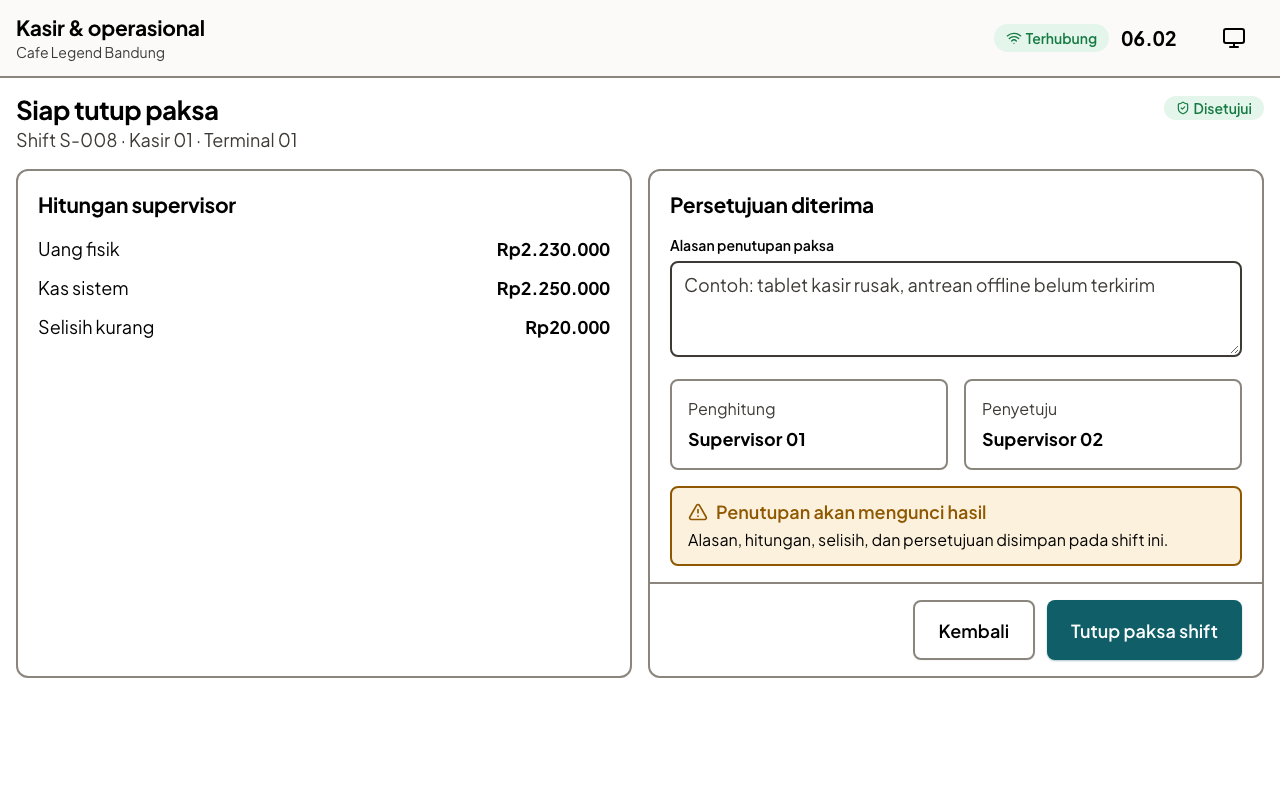 Kasir & operasional
Cafe Legend Bandung
Terhubung
06.02
Siap tutup paksa
Shift S-008 · Kasir 01 · Terminal 01
Disetujui
Hitungan supervisor
Uang fisik Rp2.230.000
Kas sistem Rp2.250.000
Selisih kurang Rp20.000
Persetujuan diterima
Alasan penutupan paksa
Contoh: tablet kasir rusak, antrean offline belum terkirim
Penghitung
Supervisor 01
Penyetuju
Supervisor 02
Penutupan akan mengunci hasil
Alasan, hitungan, selisih, dan persetujuan disimpan pada shift ini.
Kembali
Tutup paksa shift